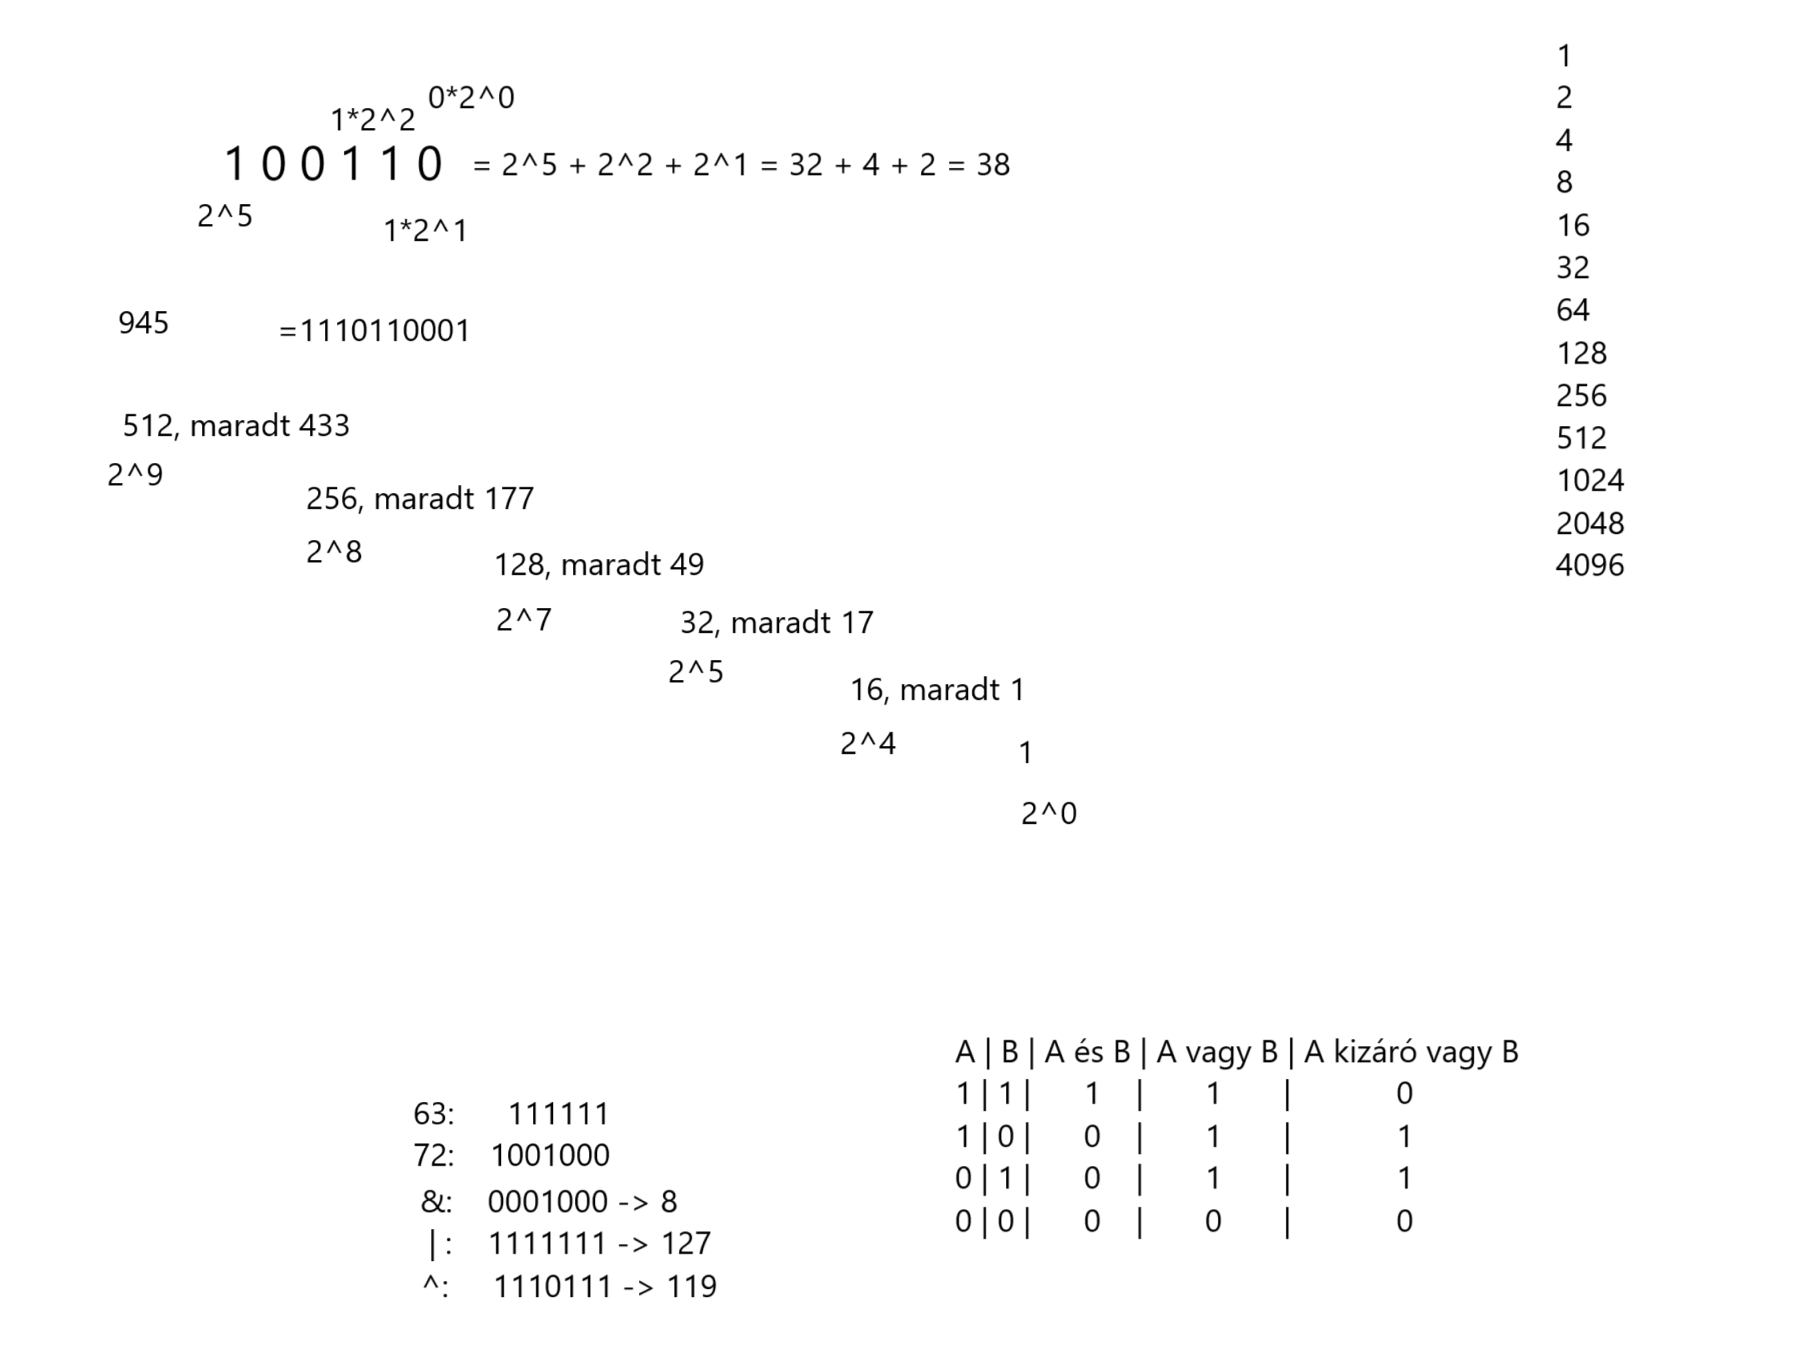 0*2^0
1*2^2
1 0 0 1 1 0 = 2^5 + 2^2 + 2^1 = 32 + 4 + 2 = 38
2^5
1*2^1
945 =1110110001
512, maradt 433
2^9
256, maradt 177
2^8
128, maradt 49
2^7
32, maradt 17
2^5
16, maradt 1
2^4
1
2^0
1
2
4
8
16
32
64
128
256
512
1024
2048
4096
63: 111111
72: 1001000
&: 0001000 -> 8
|: 1111111 -> 127
^: 1110111 -> 119
A | B | A és B | A vagy B | A kizáró vagy B
1 | 1 | 1 | 1 | 0
1 | 0 | 0 | 1 | 1
0 | 1 | 0 | 1 | 1
0 | 0 | 0 | 0 | 0